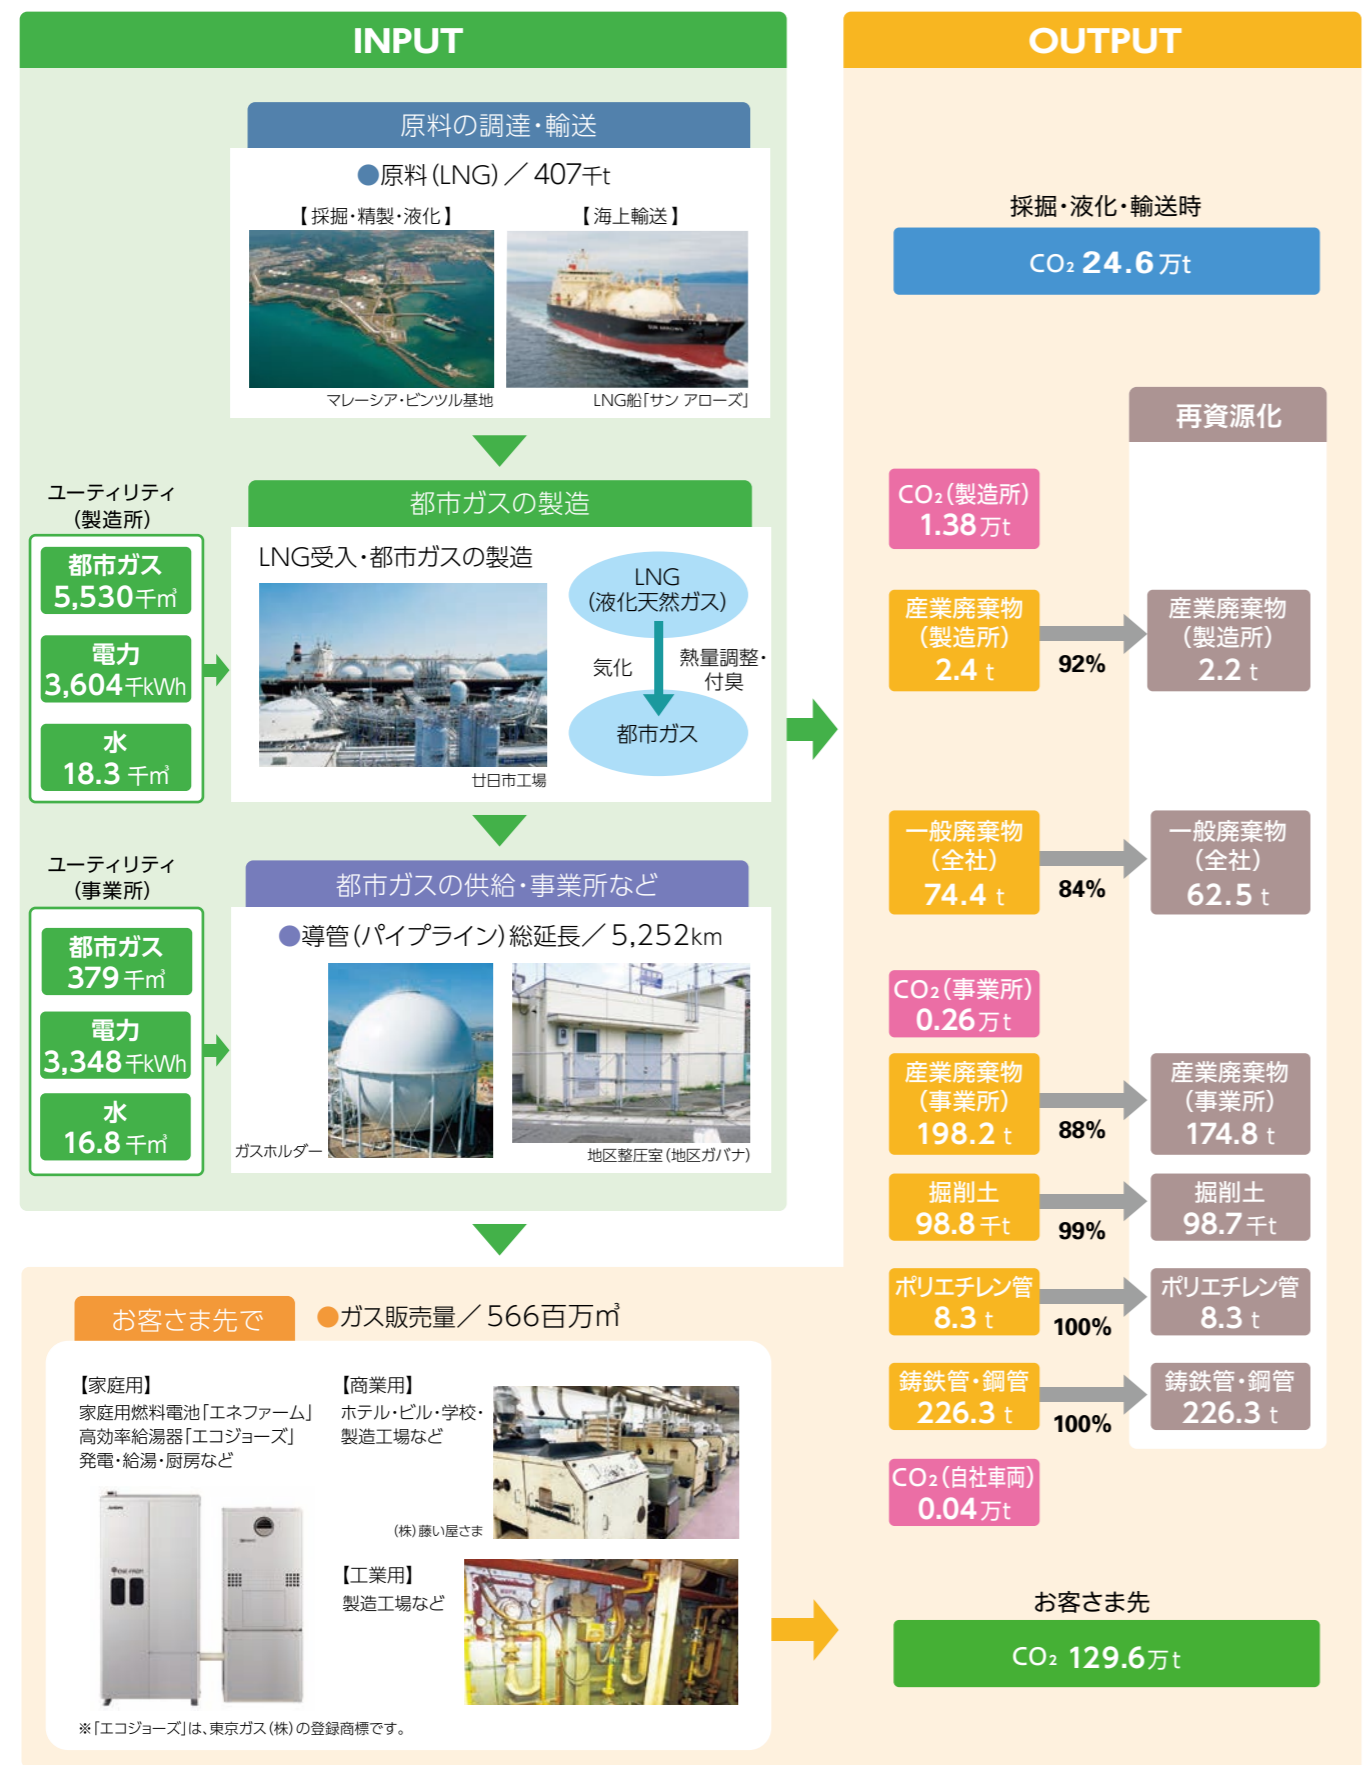 INPUT
原料の調達・輸送
●原料(LNG)／407千t
【採掘・精製・液化】
【海上輸送】
マレーシア・ビンツル基地
LNG船「サン アローズ」
ユーティリティ
(製造所)
都市ガス
5,530千㎥
電力
3,604千kWh
水
18.3 千㎥
都市ガスの製造
LNG受入・都市ガスの製造
LNG
(液化天然ガス)
気化
熱量調整・
付臭
都市ガス
廿日市工場
ユーティリティ
(事業所)
都市ガス
379千㎥
電力
3,348千kWh
水
16.8 千㎥
都市ガスの供給・事業所など
●導管(パイプライン)総延長／5,252km
ガスホルダー
地区整圧室(地区ガバナ)
お客さま先で
●ガス販売量／566百万㎥
【家庭用】
家庭用燃料電池「エネファーム」
高効率給湯器「エコジョーズ」
発電・給湯・厨房など
【商業用】
ホテル・ビル・学校・
製造工場など
(株)藤い屋さま
【工業用】
製造工場など
※「エコジョーズ」は、東京ガス(株)の登録商標です。
OUTPUT
採掘・液化・輸送時
CO₂ 24.6万t
再資源化
CO₂(製造所)
1.38万t
産業廃棄物
(製造所)
2.4 t
92%
産業廃棄物
(製造所)
2.2 t
一般廃棄物
(全社)
74.4 t
84%
一般廃棄物
(全社)
62.5 t
CO₂(事業所)
0.26万t
産業廃棄物
(事業所)
198.2 t
88%
産業廃棄物
(事業所)
174.8 t
掘削土
98.8千t
99%
掘削土
98.7千t
ポリエチレン管
8.3 t
100%
ポリエチレン管
8.3 t
鋳鉄管・鋼管
226.3 t
100%
鋳鉄管・鋼管
226.3 t
CO₂(自社車両)
0.04万t
お客さま先
CO₂ 129.6万t